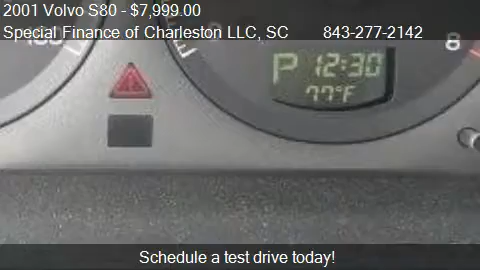 2001 Volvo S80 - $7,999.00
Special Finance of Charleston LLC, SC 843-277-2142
8
P 12:30
77°F
Schedule a test drive today!